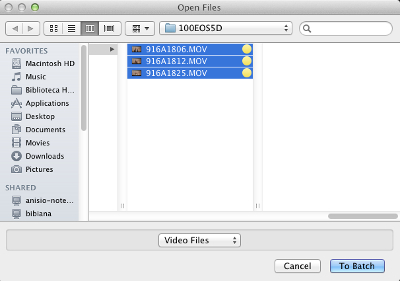 Open Files
100EOS5D
FAVORITES
Macintosh HD
Music
Biblioteca H...
Applications
Desktop
Documents
Movies
Downloads
Pictures
SHARED
anisio-note...
bibiana
916A1806.MOV
916A1812.MOV
916A1825.MOV
Video Files
Cancel
To Batch